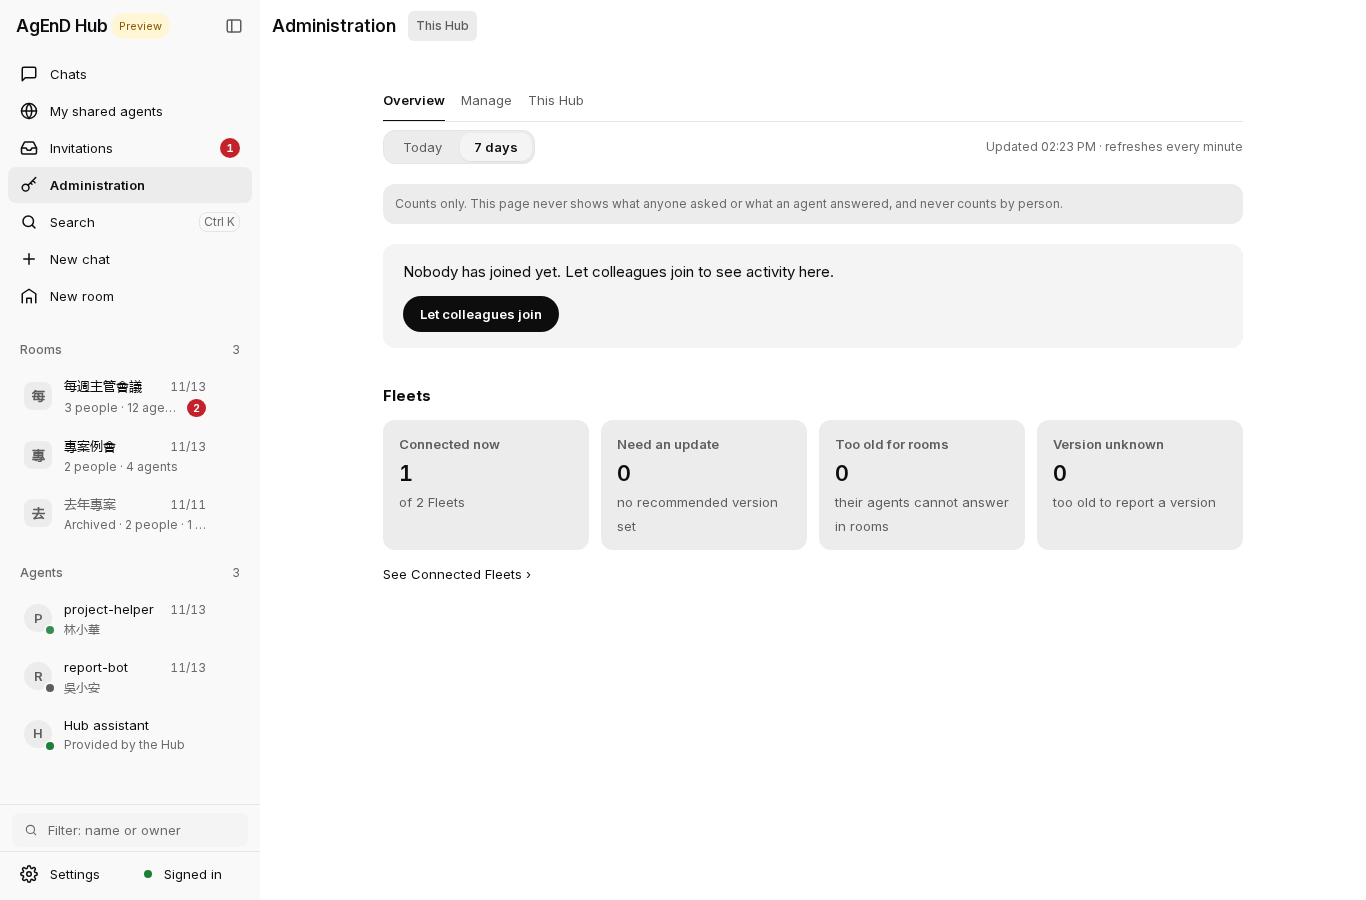 AgEnD Hub Preview
Chats
My shared agents
Invitations 1
Administration
Search Ctrl K
New chat
New room
Rooms 3
每 每週主管會議 11/13
3 people · 12 age… 2
專 專案例會 11/13
2 people · 4 agents
去 去年專案 11/11
Archived · 2 people · 1 …
Agents 3
P project-helper 11/13
林小華
R report-bot 11/13
吳小安
H Hub assistant
Provided by the Hub
Filter: name or owner
Settings Signed in
Administration This Hub
Overview Manage This Hub
Today 7 days Updated 02:23 PM · refreshes every minute
Counts only. This page never shows what anyone asked or what an agent answered, and never counts by person.
Nobody has joined yet. Let colleagues join to see activity here.
Let colleagues join
Fleets
Connected now
1
of 2 Fleets
Need an update
0
no recommended version
set
Too old for rooms
0
their agents cannot answer
in rooms
Version unknown
0
too old to report a version
See Connected Fleets ›